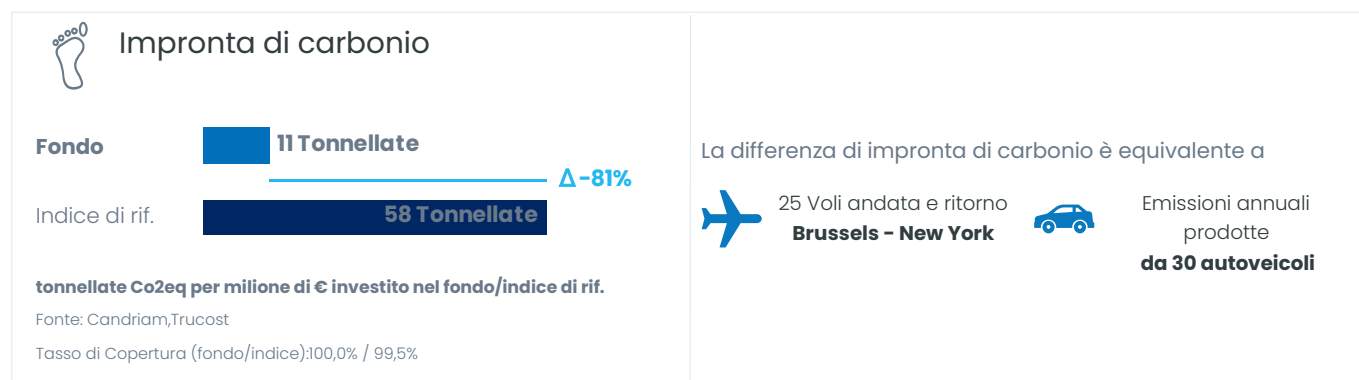 Impronta di carbonio
Fondo
11 Tonnellate
Δ -81%
Indice di rif.
58 Tonnellate
tonnellate Co2eq per milione di € investito nel fondo/indice di rif.
Fonte: Candriam,Trucost
Tasso di Copertura (fondo/indice):100,0% / 99,5%
La differenza di impronta di carbonio è equivalente a
25 Voli andata e ritorno
Brussels - New York
Emissioni annuali
prodotte
da 30 autoveicoli